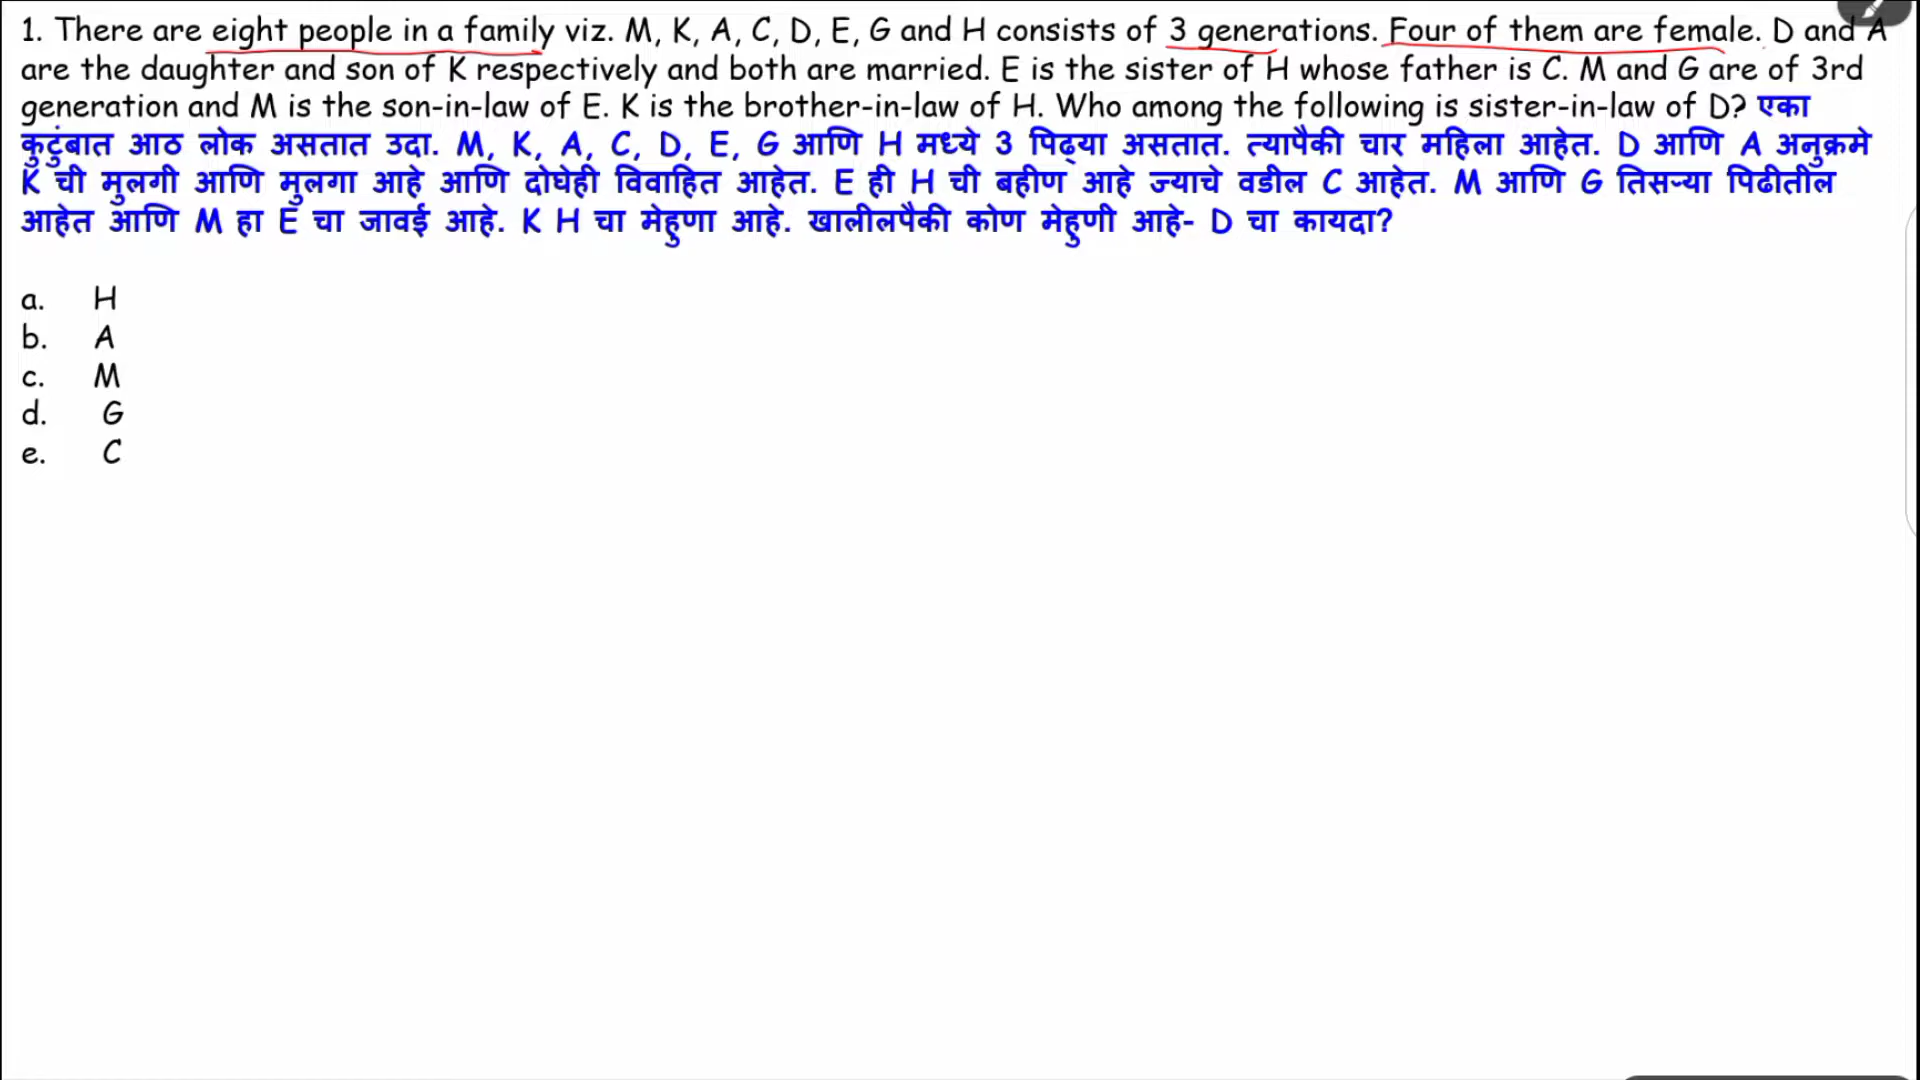 1. There are eight people in a family viz. M, K, A, C, D, E, G and H consists of 3 generations. Four of them are female. D and A
are the daughter and son of K respectively and both are married. E is the sister of H whose father is C. M and G are of 3rd
generation and M is the son-in-law of E. K is the brother-in-law of H. Who among the following is sister-in-law of D? एका
कुटुंबात आठ लोक असतात उदा. M, K, A, C, D, E, G आणि H मध्ये 3 पिढ्या असतात. त्यापैकी चार महिला आहेत. D आणि A अनुक्रमे
K ची मुलगी आणि मुलगा आहे आणि दोघेही विवाहित आहेत. E ही H ची बहीण आहे ज्याचे वडील C आहेत. M आणि G तिसऱ्या पिढीतील
आहेत आणि M हा E चा जावई आहे. K H चा मेहुणा आहे. खालीलपैकी कोण मेहुणी आहे- D चा कायदा?
a. H
b. A
c. M
d. G
e. C